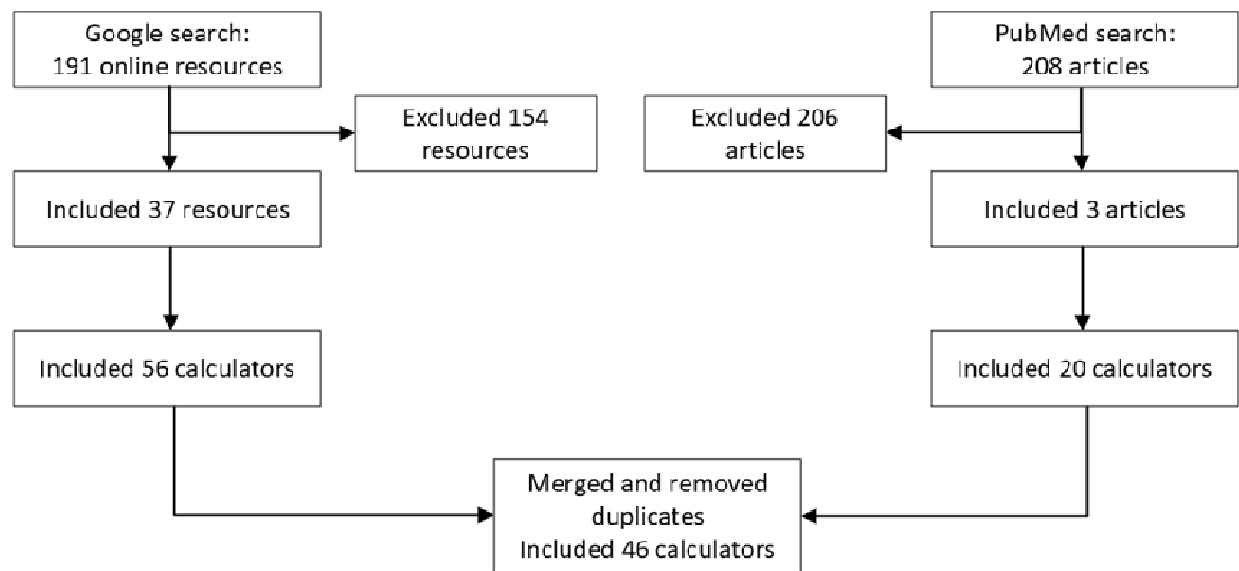 Google search:
191 online resources
PubMed search:
208 articles
Excluded 154
resources
Excluded 206
articles
Included 37 resources
Included 3 articles
Included 56 calculators
Included 20 calculators
Merged and removed
duplicates
Included 46 calculators